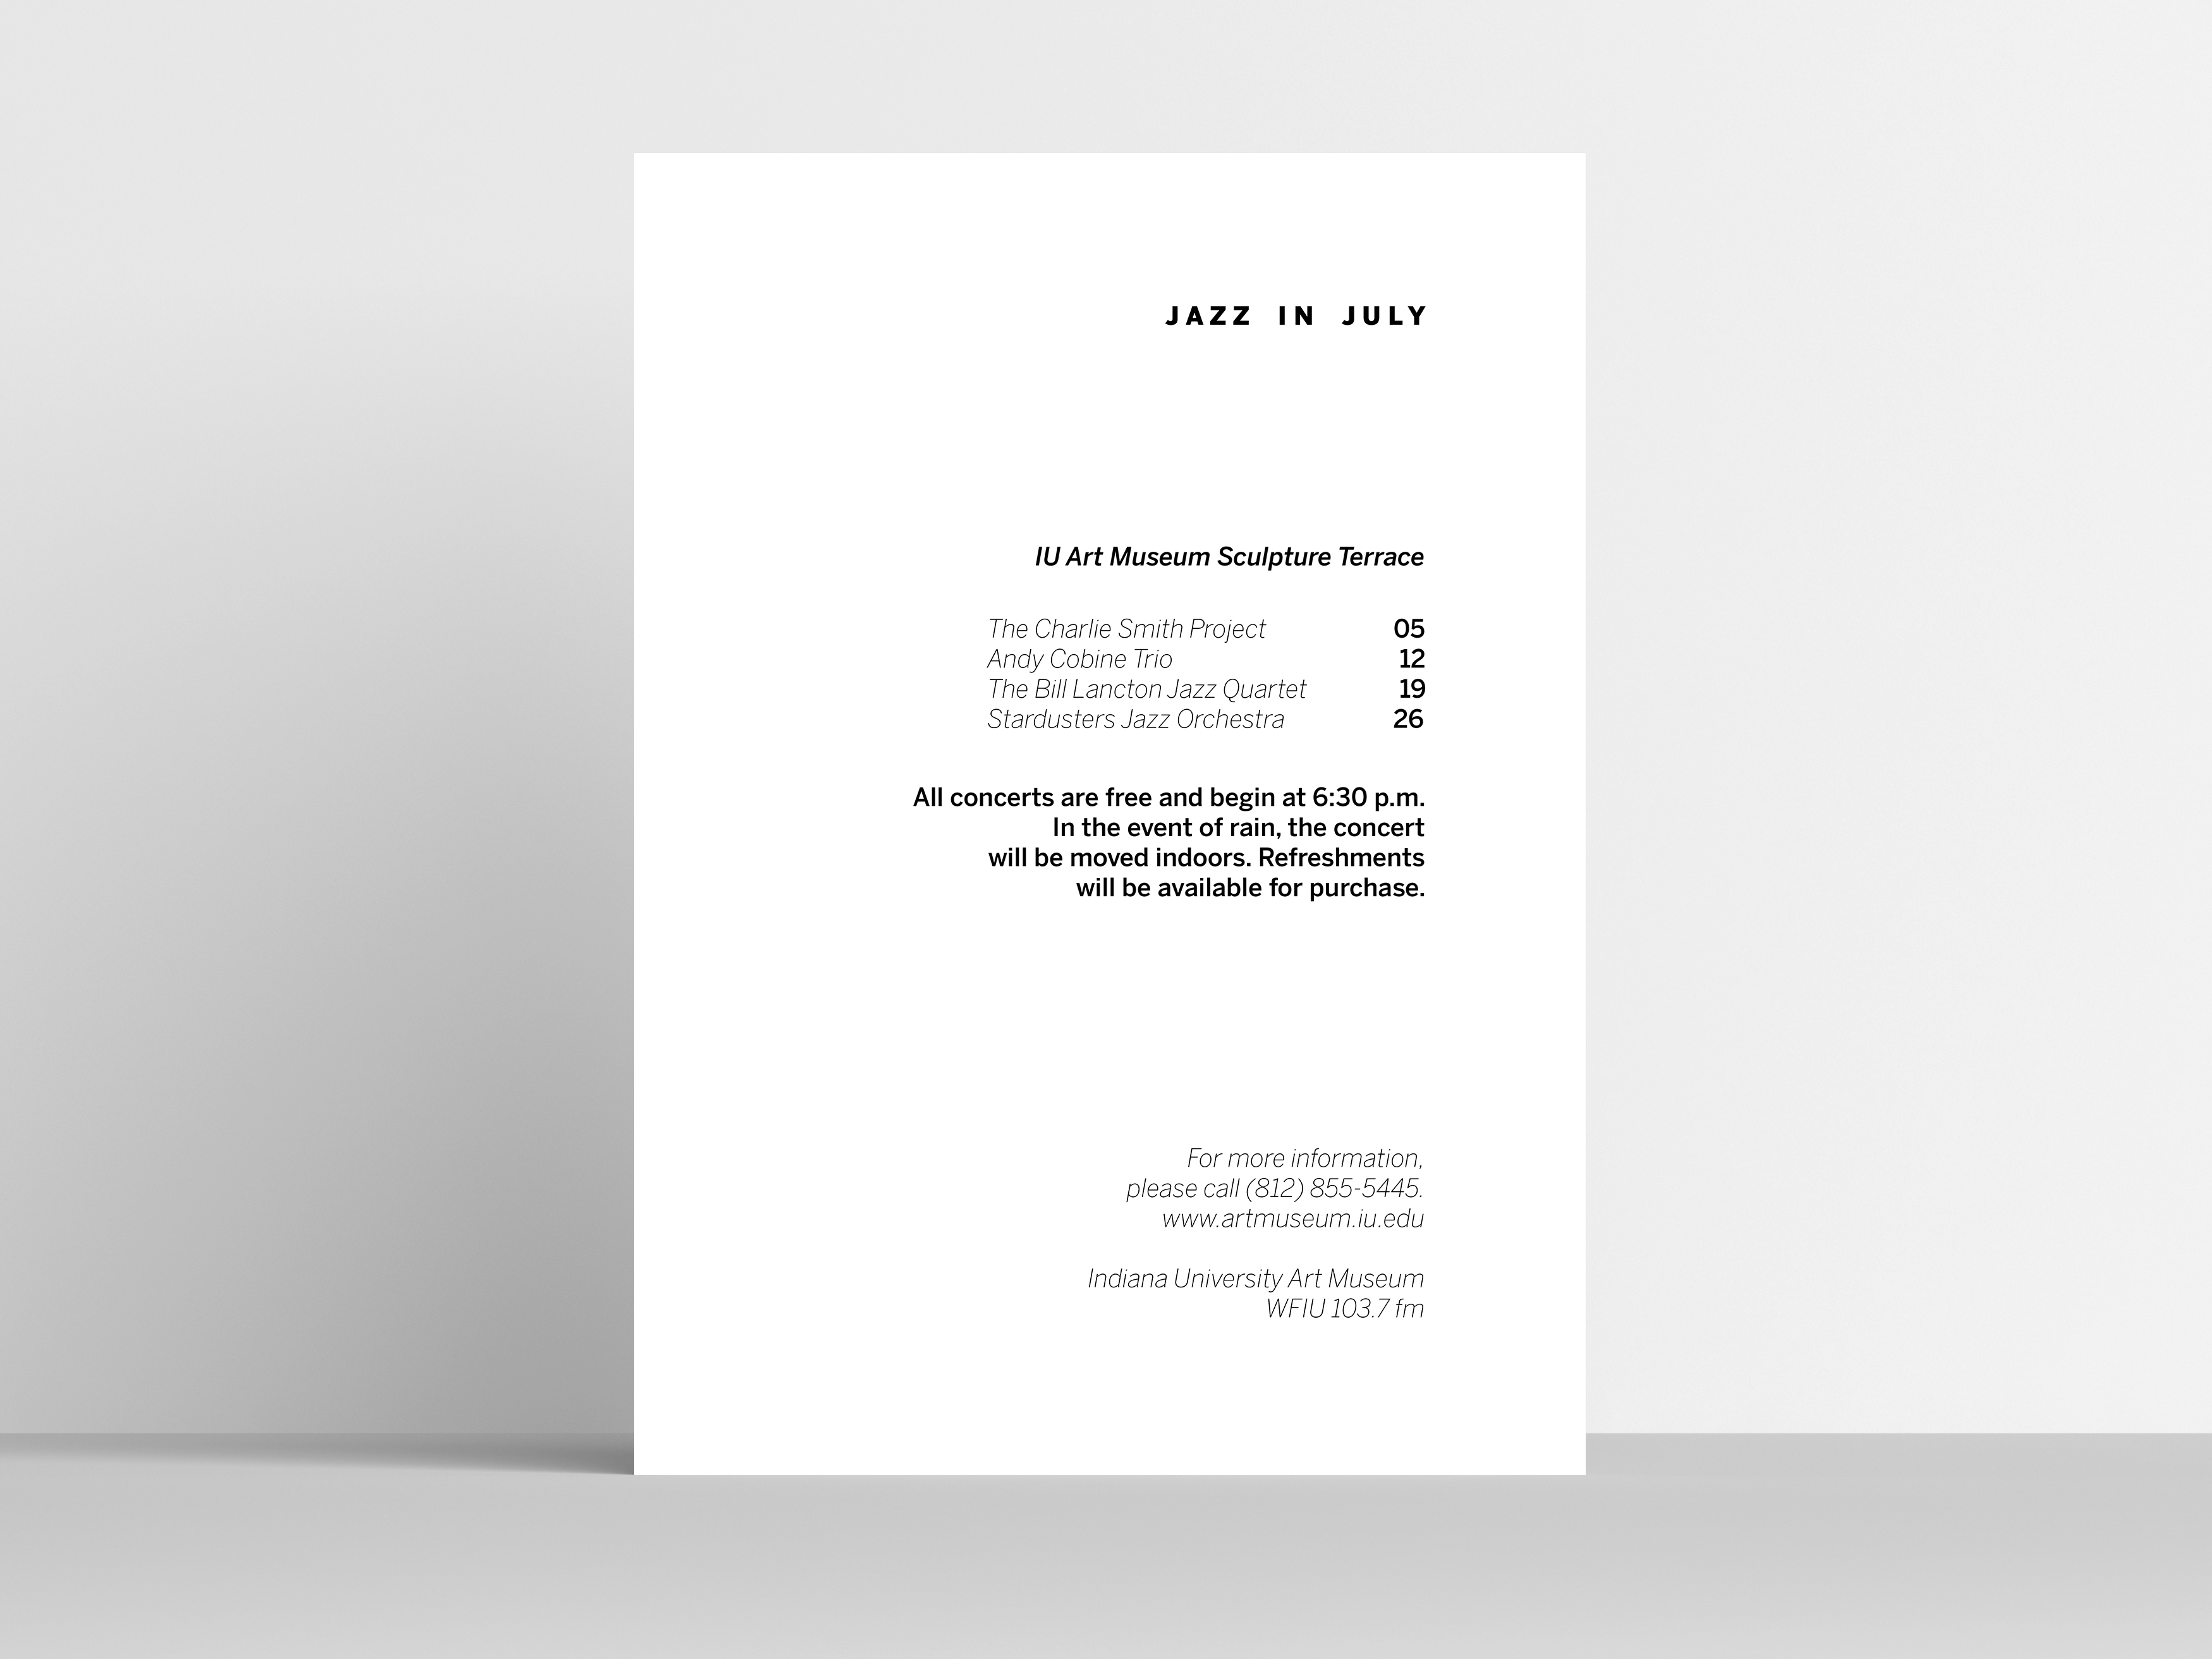 JAZZ IN JULY
IU Art Museum Sculpture Terrace
The Charlie Smith Project 05
Andy Cobine Trio 12
The Bill Lancton Jazz Quartet 19
Stardusters Jazz Orchestra 26
All concerts are free and begin at 6:30 p.m.
In the event of rain, the concert
will be moved indoors. Refreshments
will be available for purchase.
For more information,
please call (812) 855-5445.
www.artmuseum.iu.edu
Indiana University Art Museum
WFIU 103.7 fm